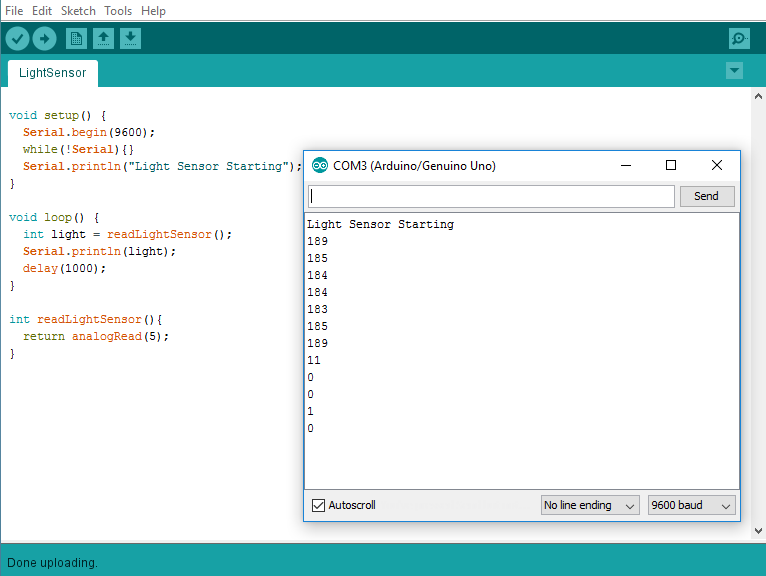 File Edit Sketch Tools Help
LightSensor
void setup() {
  Serial.begin(9600);
  while(!Serial){}
  Serial.println("Light Sensor Starting");
}
void loop() {
  int light = readLightSensor();
  Serial.println(light);
  delay(1000);
}
int readLightSensor(){
  return analogRead(5);
}
COM3 (Arduino/Genuino Uno)
Send
Light Sensor Starting
189
185
184
184
183
185
189
11
0
0
1
0
Autoscroll No line ending 9600 baud
Done uploading.